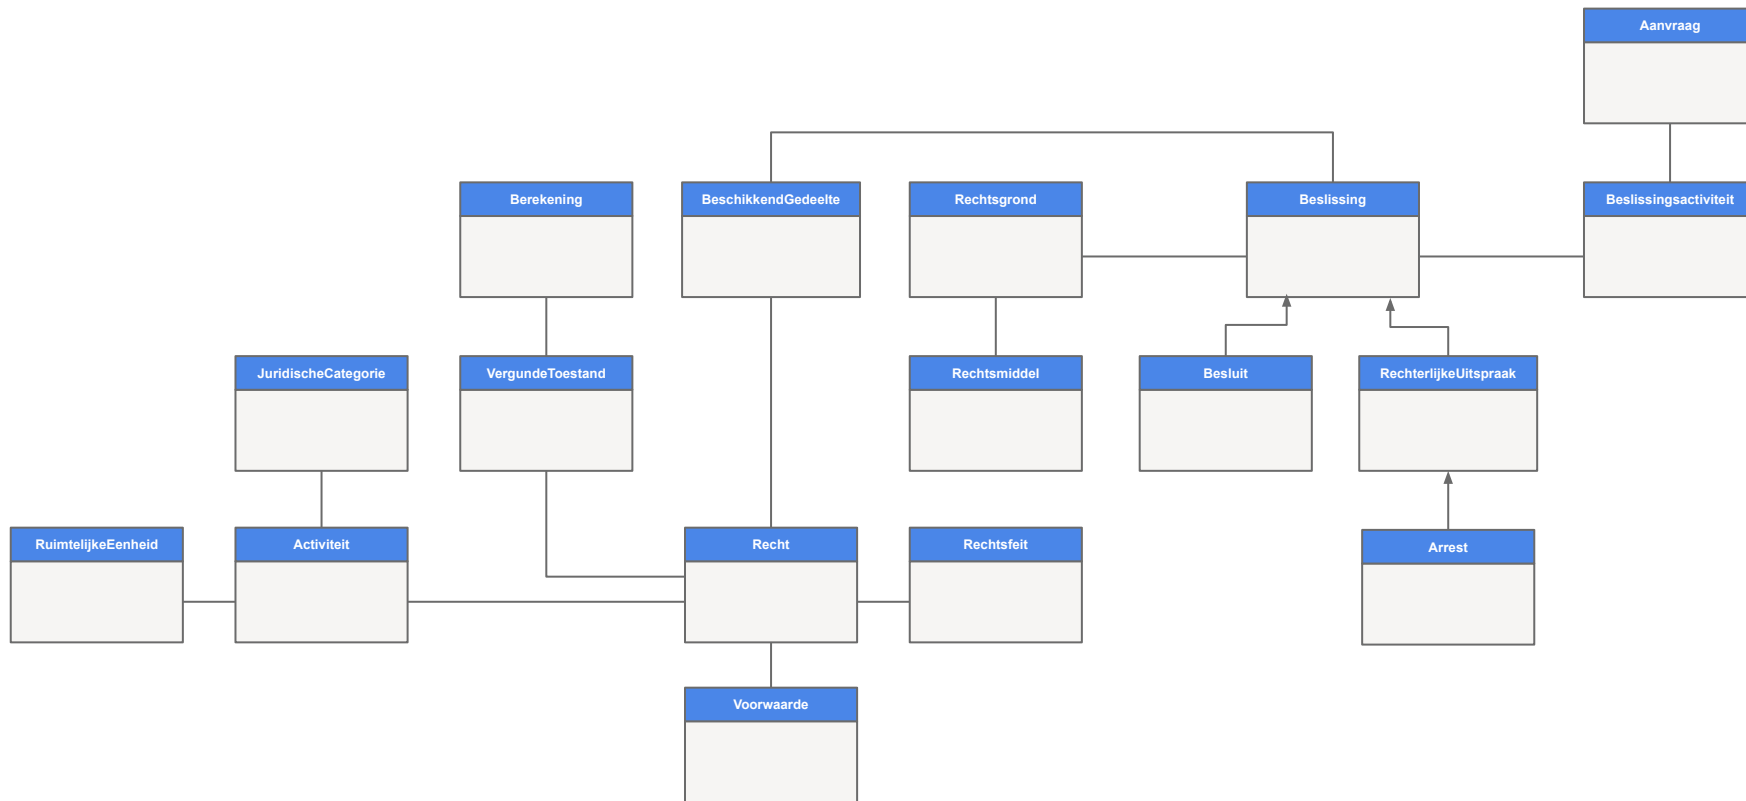 Aanvraag
Berekening
BeschikkendGedeelte
Rechtsgrond
Beslissing
Beslissingsactiviteit
JuridischeCategorie
VergundeToestand
Rechtsmiddel
Besluit
RechterlijkeUitspraak
RuimtelijkeEenheid
Activiteit
Recht
Rechtsfeit
Arrest
Voorwaarde